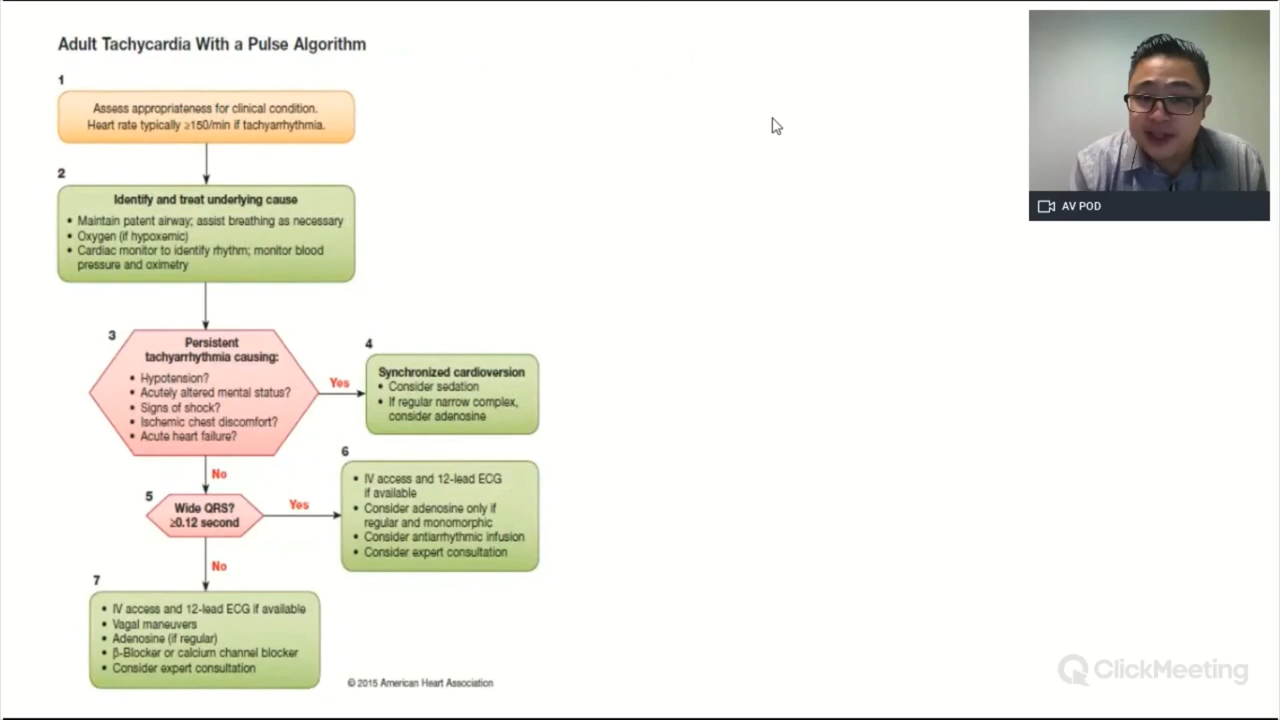 Adult Tachycardia With a Pulse Algorithm
1
Assess appropriateness for clinical condition.
Heart rate typically ≥150/min if tachyarrhythmia.
2
Identify and treat underlying cause
• Maintain patent airway; assist breathing as necessary
• Oxygen (if hypoxemic)
• Cardiac monitor to identify rhythm; monitor blood
pressure and oximetry
3
Persistent
tachyarrhythmia causing:
• Hypotension?
• Acutely altered mental status?
• Signs of shock?
• Ischemic chest discomfort?
• Acute heart failure?
Yes
4
Synchronized cardioversion
• Consider sedation
• If regular narrow complex,
consider adenosine
No
5
Wide QRS?
≥0.12 second
Yes
6
• IV access and 12-lead ECG
if available
• Consider adenosine only if
regular and monomorphic
• Consider antiarrhythmic infusion
• Consider expert consultation
No
7
• IV access and 12-lead ECG if available
• Vagal maneuvers
• Adenosine (if regular)
• β-Blocker or calcium channel blocker
• Consider expert consultation
© 2015 American Heart Association
AV POD
ClickMeeting